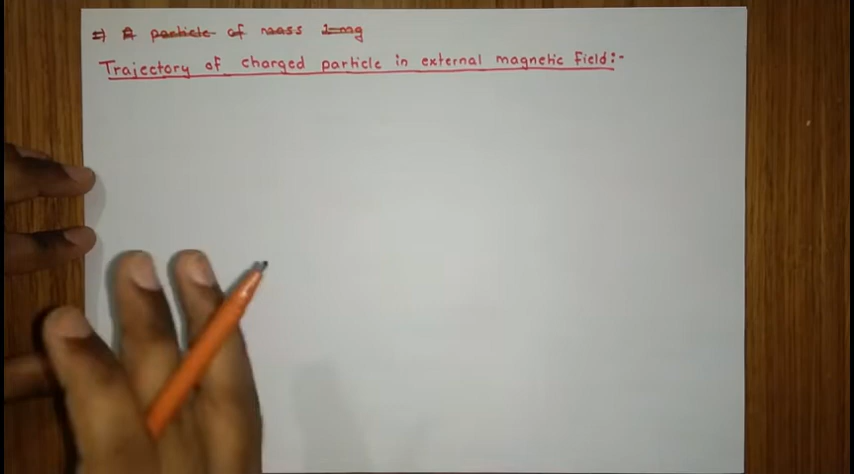 ⇒ A particle of mass 1 mg
Trajectory of charged particle in external magnetic field:-